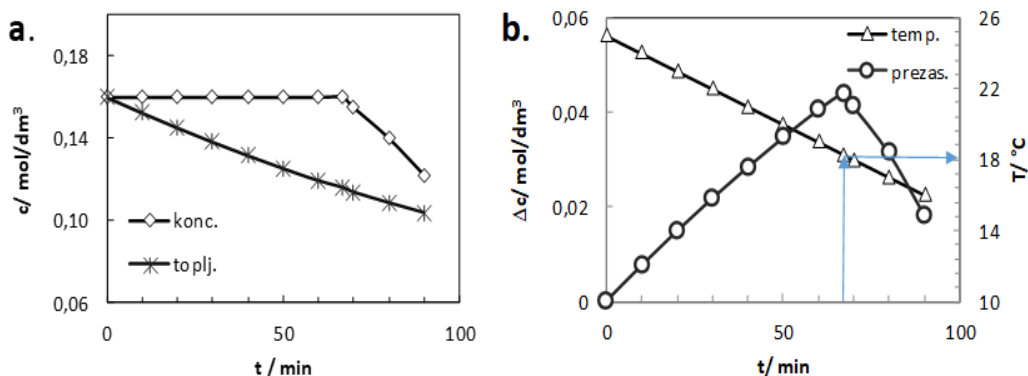 a.
0,18
0,14
0,10
0,06
c/ mol/dm³
konc.
toplj.
0
50
100
t / min
b.
0,06
0,04
0,02
0
Δc/ mol/dm³
temp.
prezas.
26
22
18
14
10
T/ °C
0
50
100
t/ min